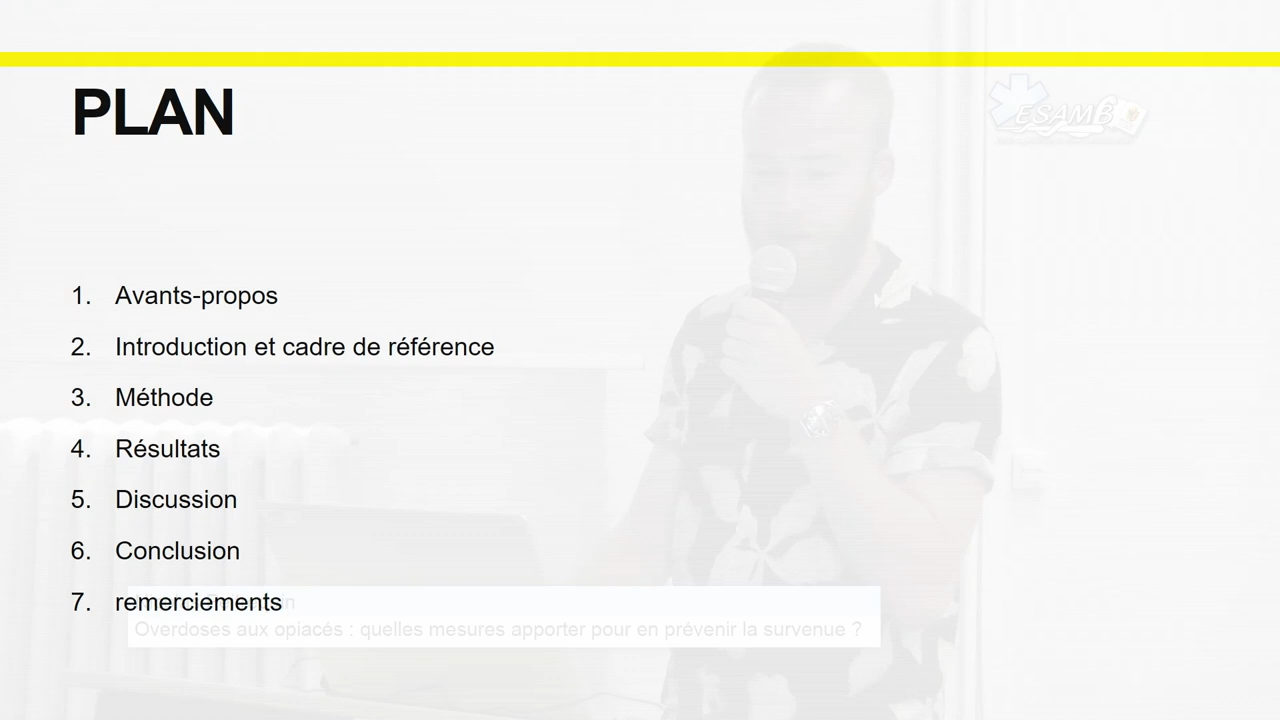 PLAN
ESAMB
1. Avants-propos
2. Introduction et cadre de référence
3. Méthode
4. Résultats
5. Discussion
6. Conclusion
7. remerciements
Overdoses aux opiacés : quelles mesures apporter pour en prévenir la survenue ?